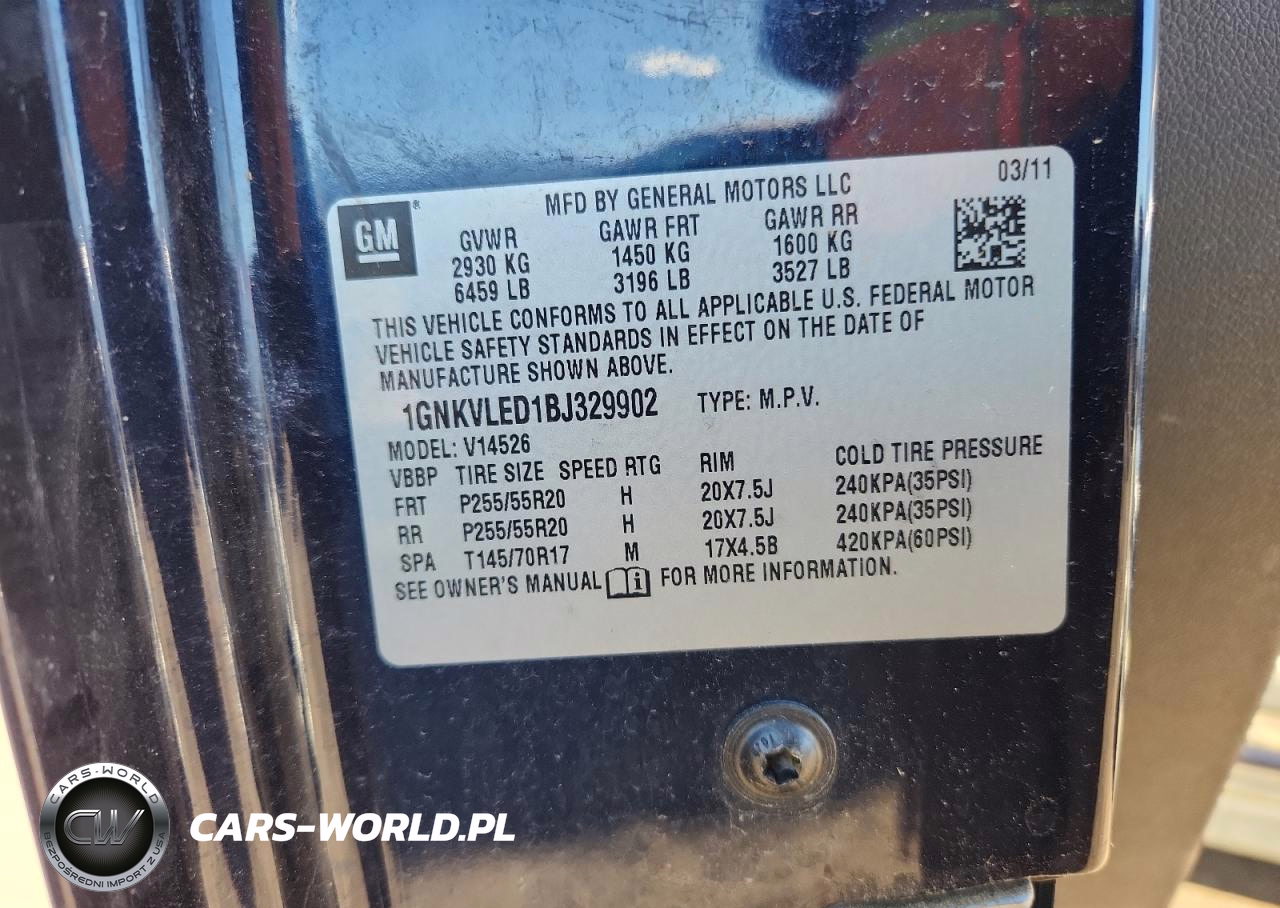 03/11
MFD BY GENERAL MOTORS LLC
GM®
GVWR GAWR FRT GAWR RR
2930 KG 1450 KG 1600 KG
6459 LB 3196 LB 3527 LB
THIS VEHICLE CONFORMS TO ALL APPLICABLE U.S. FEDERAL MOTOR
VEHICLE SAFETY STANDARDS IN EFFECT ON THE DATE OF
MANUFACTURE SHOWN ABOVE.
1GNKVLED1BJ329902 TYPE: M.P.V.
MODEL: V14526
VBBP TIRE SIZE SPEED RTG RIM COLD TIRE PRESSURE
FRT P255/55R20 H 20X7.5J 240KPA(35PSI)
RR P255/55R20 H 20X7.5J 240KPA(35PSI)
SPA T145/70R17 M 17X4.5B 420KPA(60PSI)
SEE OWNER'S MANUAL i FOR MORE INFORMATION.
CARS-WORLD
CW
BEZPOŚREDNI IMPORT Z USA
CARS-WORLD.PL